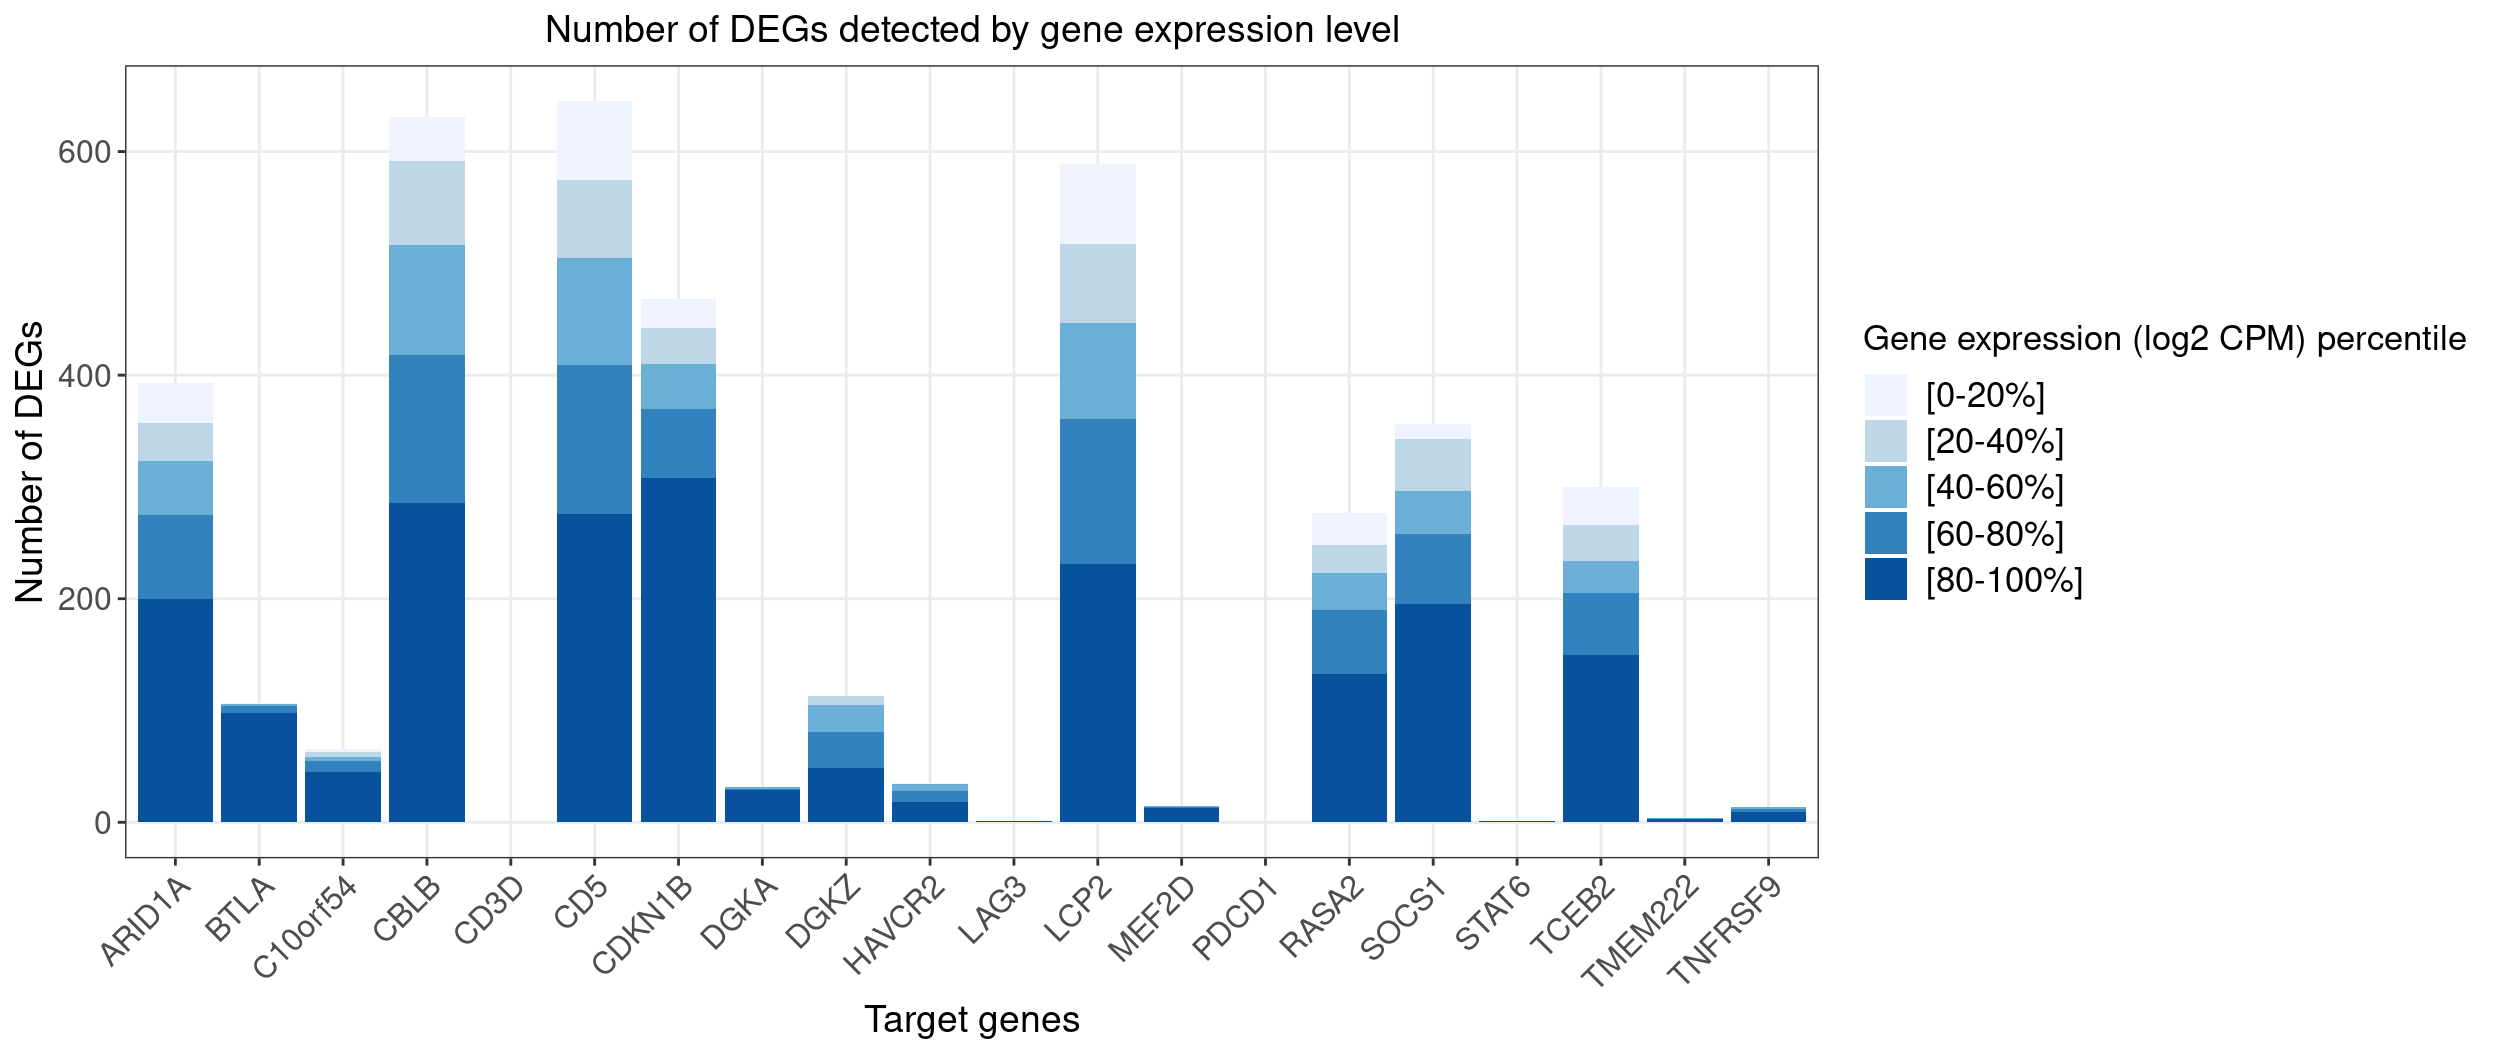 Number of DEGs detected by gene expression level
Number of DEGs
600
400
200
0
ARID1A
BTLA
C10orf54
CBLB
CD3D
CD5
CDKN1B
DGKA
DGKZ
HAVCR2
LAG3
LCP2
MEF2D
PDCD1
RASA2
SOCS1
STAT6
TCEB2
TMEM222
TNFRSF9
Target genes
Gene expression (log2 CPM) percentile
[0-20%]
[20-40%]
[40-60%]
[60-80%]
[80-100%]